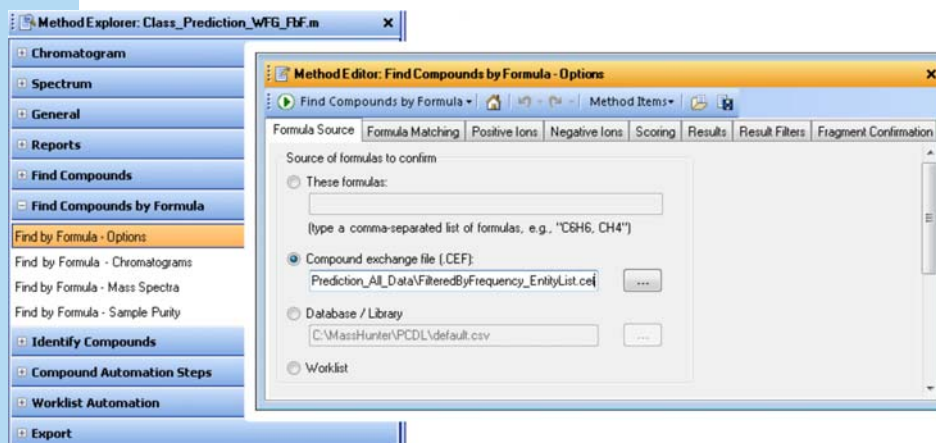 Method Explorer: Class_Prediction_WFG_FbF.m
Chromatogram
Spectrum
General
Reports
Find Compounds
Find Compounds by Formula
Find by Formula - Options
Find by Formula - Chromatograms
Find by Formula - Mass Spectra
Find by Formula - Sample Purity
Identify Compounds
Compound Automation Steps
Worklist Automation
Export
Method Editor: Find Compounds by Formula - Options
Find Compounds by Formula Method Items
Formula Source Formula Matching Positive Ions Negative Ions Scoring Results Result Filters Fragment Confirmation
Source of formulas to confirm
These formulas:
(type a comma-separated list of formulas, e.g., "C6H6, CH4")
Compound exchange file (.CEF):
Prediction_All_Data\FilteredByFrequency_EntityList.cef
...
Database / Library
C:\MassHunter\PCDL\default.csv
...
Worklist